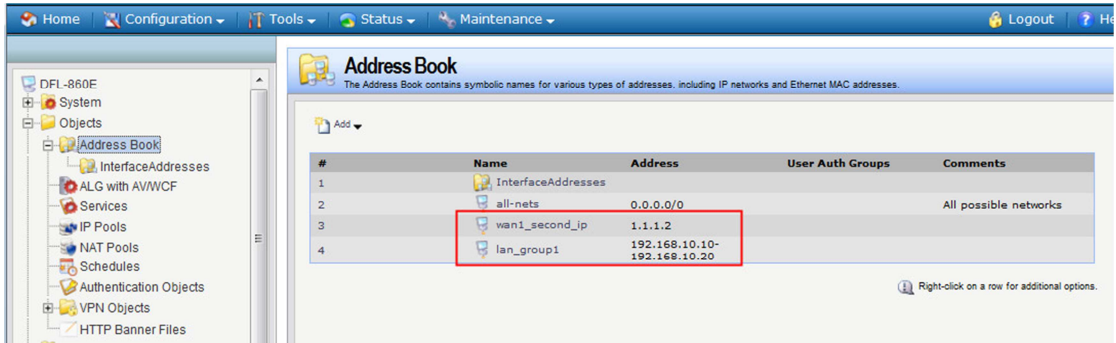 Home Configuration Tools Status Maintenance Logout
Address Book
The Address Book contains symbolic names for various types of addresses. including IP networks and Ethernet MAC addresses.
DFL-860E
System
Objects
Address Book
InterfaceAddresses
ALG with AV/WCF
Services
IP Pools
NAT Pools
Schedules
Authentication Objects
VPN Objects
HTTP Banner Files
Add
# Name Address User Auth Groups Comments
1 InterfaceAddresses
2 all-nets 0.0.0.0/0 All possible networks
3 wan1_second_ip 1.1.1.2
4 lan_group1 192.168.10.10-
192.168.10.20
Right-click on a row for additional options.